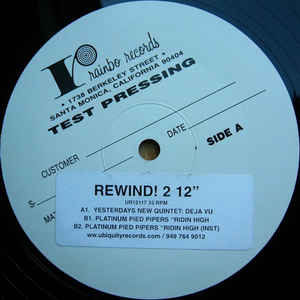 rainbo records
• 1738 BERKELEY STREET •
SANTA MONICA, CALIFORNIA 90404
TEST PRESSING
CUSTOMER
DATE
SIDE A
S-
MA
REWIND! 2 12"
UR12117 33 RPM
A1. YESTERDAYS NEW QUINTET: DEJA VU
B1. PLATINUM PIED PIPERS "RIDIN HIGH
B2. PLATINUM PIED PIPERS "RIDIN HIGH (INST)
www.ubiquityrecords.com / 949 764 9012